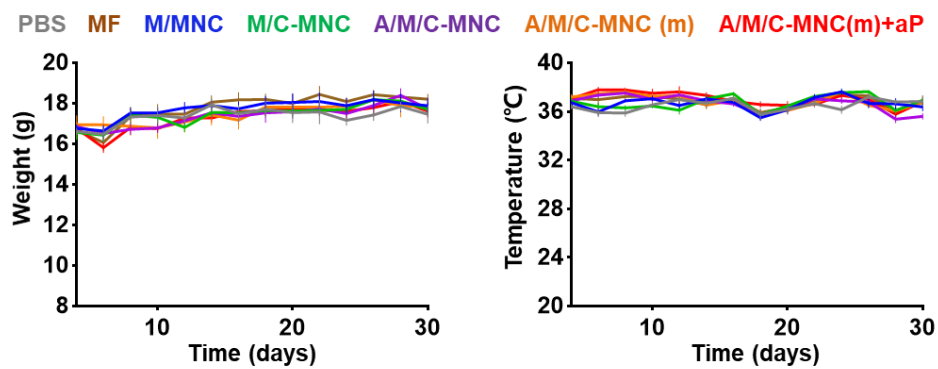 PBS MF M/MNC M/C-MNC A/M/C-MNC A/M/C-MNC (m) A/M/C-MNC(m)+aP
20
18
16
14
12
10
8
Weight (g)
10 20 30
Time (days)
40
36
32
28
24
20
Temperature (℃)
10 20 30
Time (days)